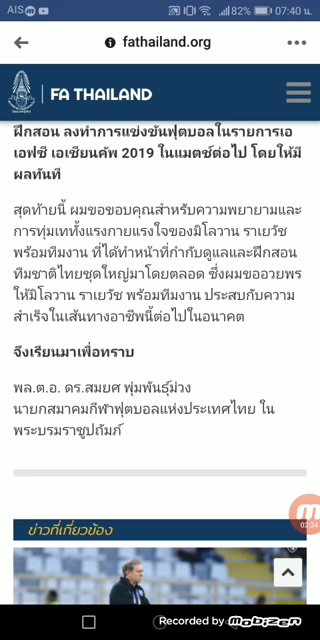 AIS 82% 07:40 น.
fathailand.org
FA THAILAND
ฝึกสอน ลงทำการแข่งขันฟุตบอลในรายการเอ
เอฟซี เอเชียนคัพ 2019 ในแมตช์ต่อไป โดยให้มี
ผลทันที
สุดท้ายนี้ ผมขอขอบคุณสำหรับความพยายามและ
การทุ่มเททั้งแรงกายแรงใจของมิโลวาน ราเยวัช
พร้อมทีมงาน ที่ได้ทำหน้าที่กำกับดูแลและฝึกสอน
ทีมชาติไทยชุดใหญ่มาโดยตลอด ซึ่งผมขออวยพร
ให้มิโลวาน ราเยวัช พร้อมทีมงาน ประสบกับความ
สำเร็จในเส้นทางอาชีพนี้ต่อไปในอนาคต
จึงเรียนมาเพื่อทราบ
พล.ต.อ. ดร.สมยศ พุ่มพันธุ์ม่วง
นายกสมาคมกีฬาฟุตบอลแห่งประเทศไทย ใน
พระบรมราชูปถัมภ์
02:34
ข่าวที่เกี่ยวข้อง
Recorded by mobizen